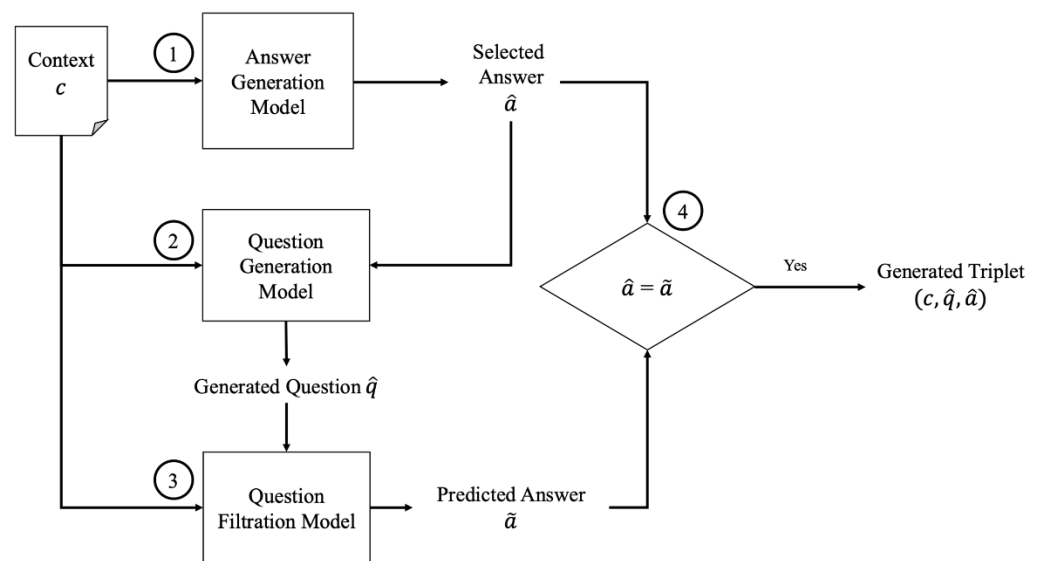 Context
c
1
Answer
Generation
Model
Selected
Answer
â
2
Question
Generation
Model
4
â = ã
Yes
Generated Triplet
(c, q̂, â)
Generated Question q̂
3
Question
Filtration Model
Predicted Answer
ã